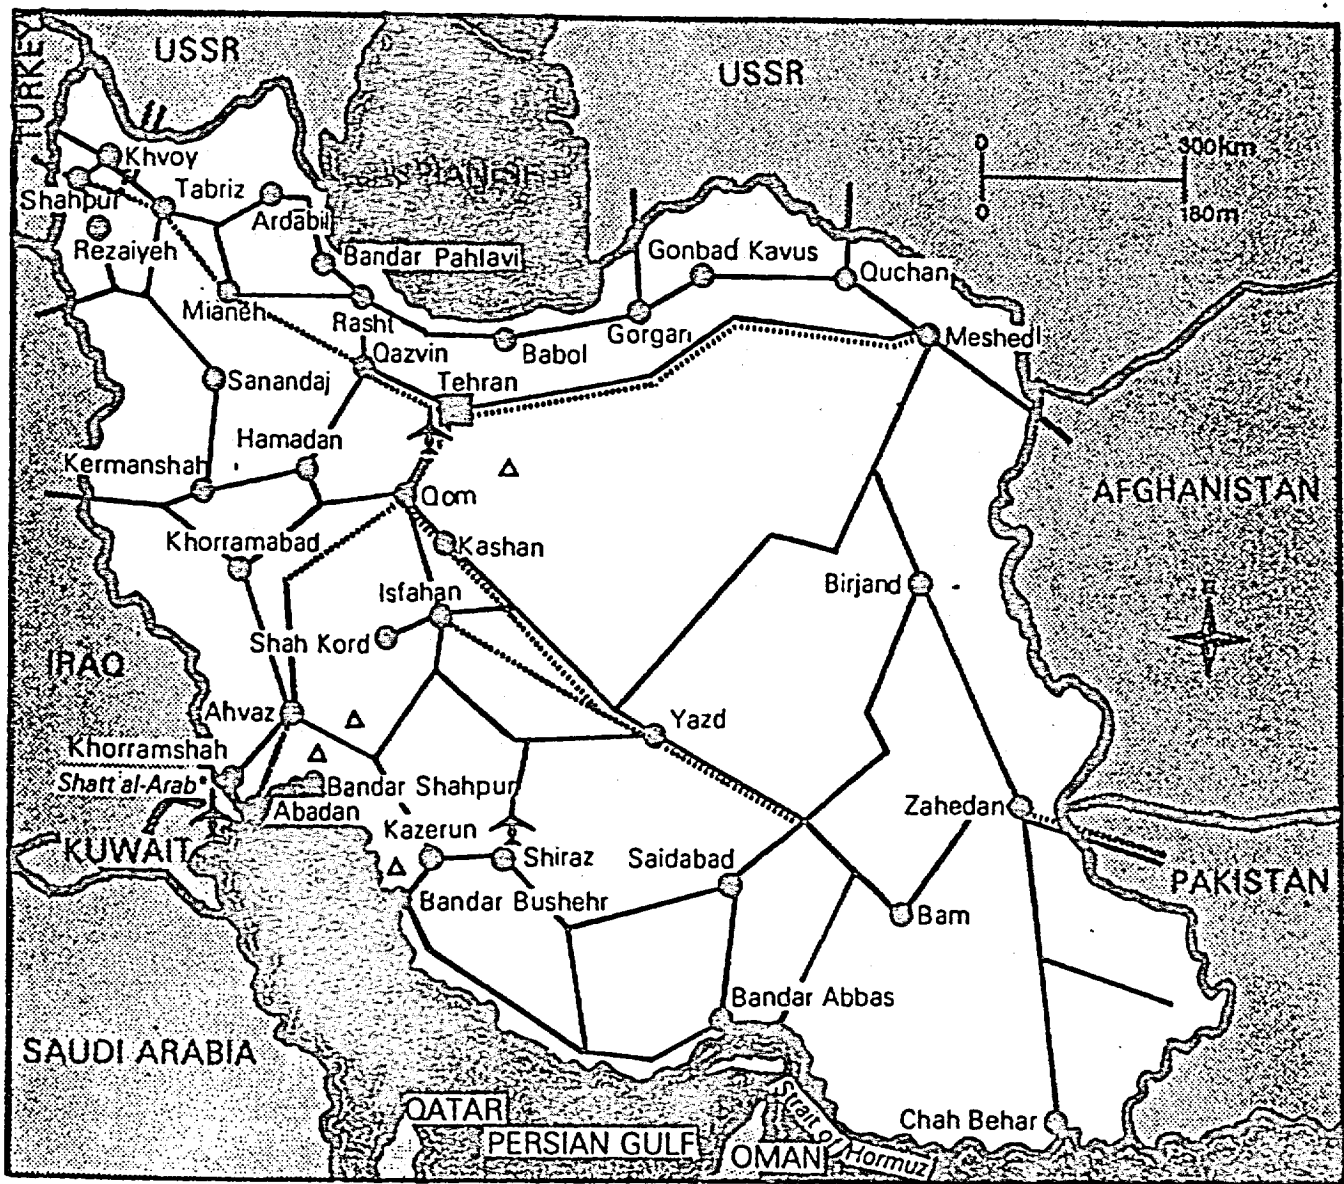 TURKEY
USSR
USSR
0
300km
0
180m
Khvoy
Shahpur
Tabriz
Ardabil
Rezaiyeh
Bandar Pahlavi
Gonbad Kavus
Quchan
Mianeh
Rasht
Gorgan
Meshed
Qazvin
Babol
Sanandaj
Tehran
Hamadan
Kermanshah
Qom
AFGHANISTAN
Khorramabad
Kashan
Isfahan
Birjand
Shah Kord
IRAQ
Ahvaz
Yazd
Khorramshah
Shatt al-Arab
Bandar Shahpur
Abadan
Zahedan
Kazerun
KUWAIT
Shiraz
Saidabad
PAKISTAN
Bandar Bushehr
Bam
Bandar Abbas
SAUDI ARABIA
QATAR
Chah Behar
PERSIAN GULF
OMAN
Strait of Hormuz